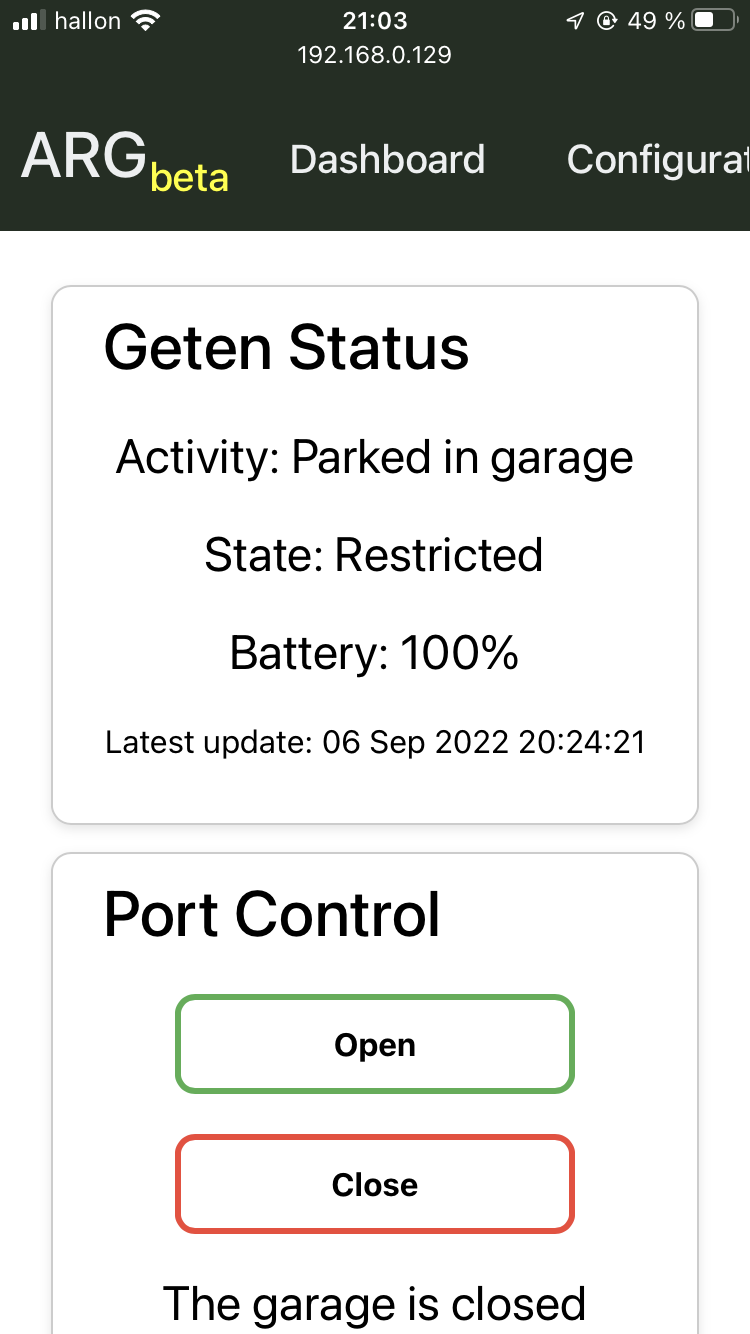 hallon 21:03 49 %
192.168.0.129
ARG beta Dashboard Configurat
Geten Status
Activity: Parked in garage
State: Restricted
Battery: 100%
Latest update: 06 Sep 2022 20:24:21
Port Control
Open
Close
The garage is closed